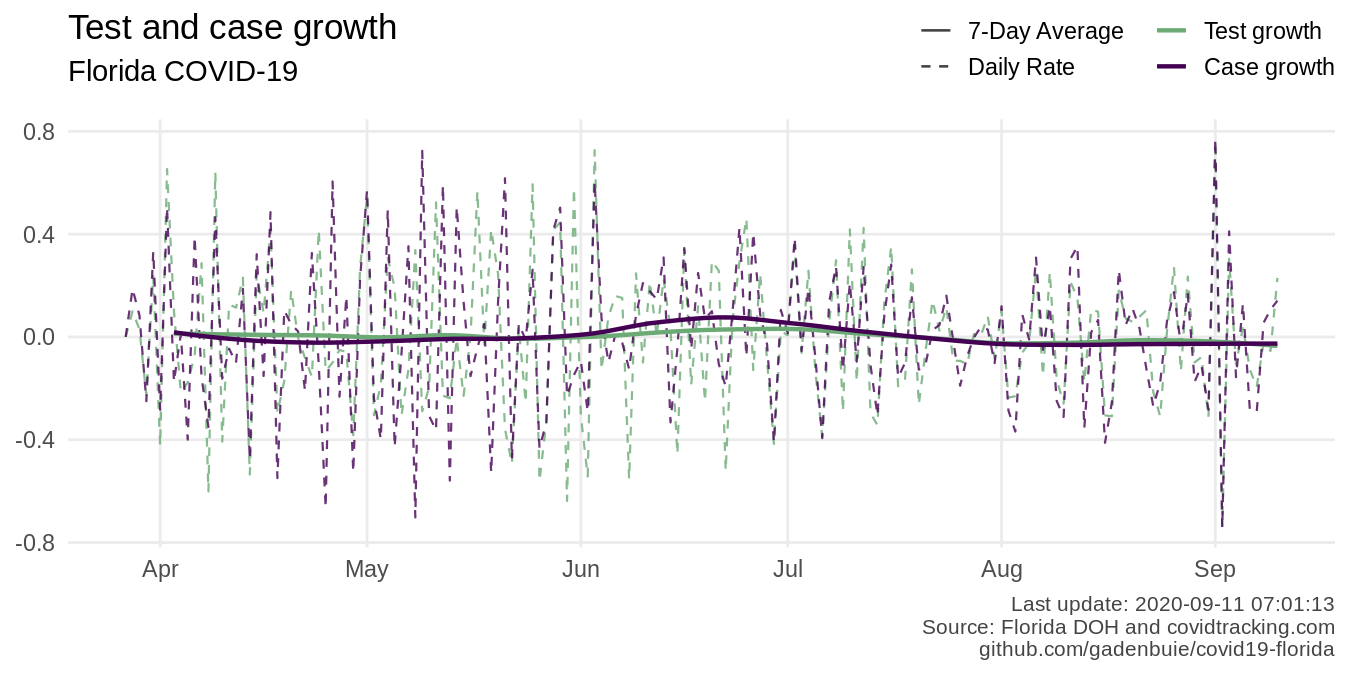 Test and case growth
Florida COVID-19
7-Day Average
Test growth
Daily Rate
Case growth
0.8
0.4
0.0
-0.4
-0.8
Apr
May
Jun
Jul
Aug
Sep
Last update: 2020-09-11 07:01:13
Source: Florida DOH and covidtracking.com
github.com/gadenbuie/covid19-florida